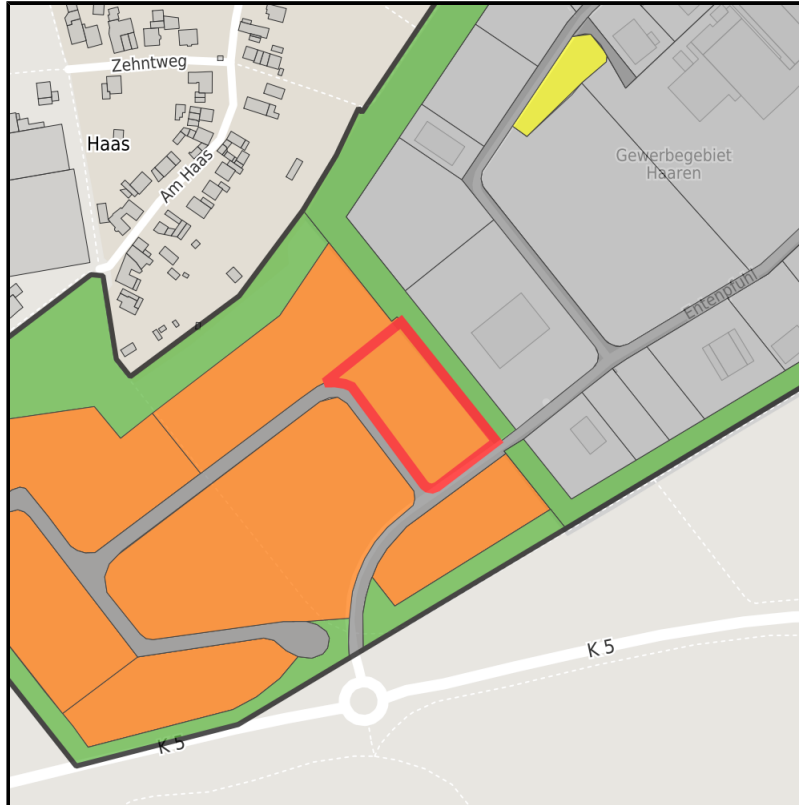 Zehntweg
Haas
Am Haas
Gewerbegebiet
Haaren
Entenpfuhl
K 5
K 5